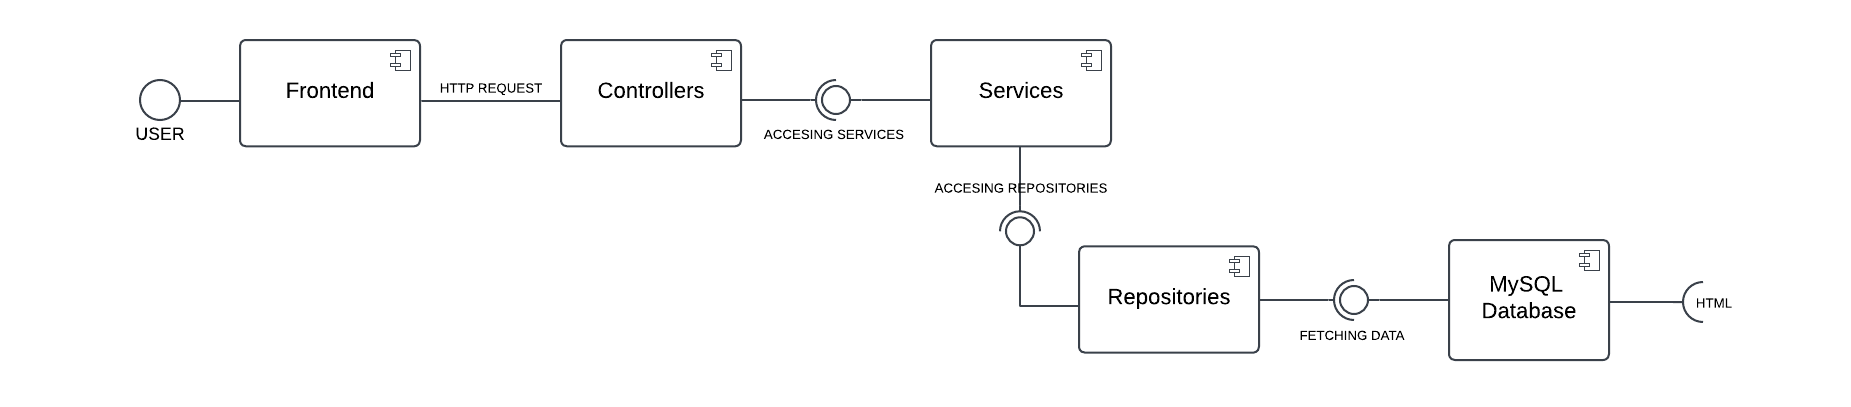 Frontend
HTTP REQUEST
Controllers
Services
USER
ACCESING SERVICES
ACCESING REPOSITORIES
Repositories
FETCHING DATA
MySQL
Database
HTML